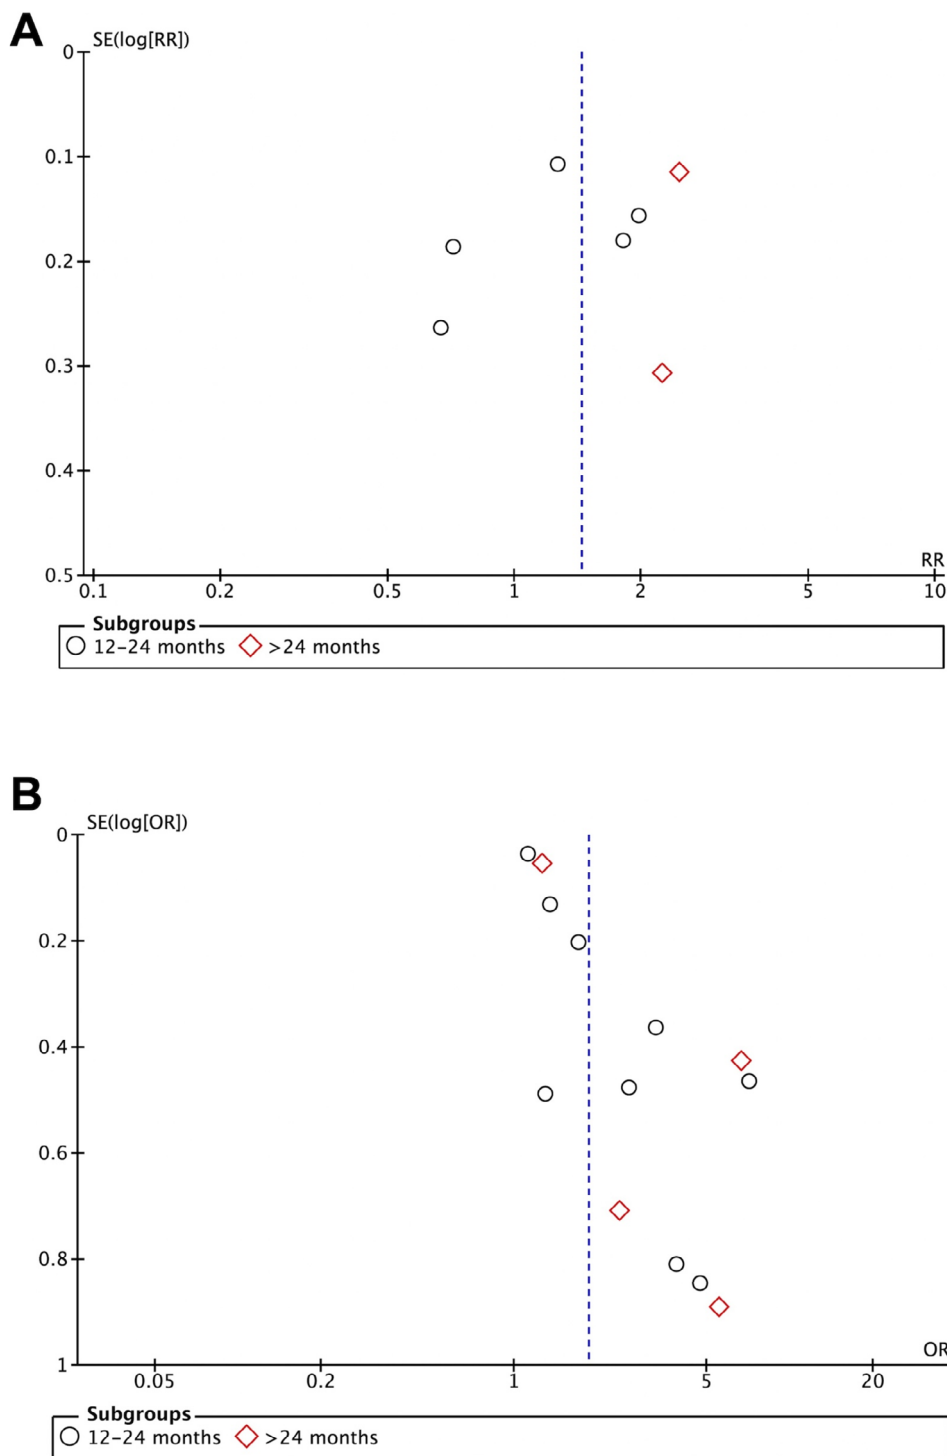 A
SE(log[RR])
0
0.1
0.2
0.3
0.4
0.5
RR
0.1 0.2 0.5 1 2 5 10
Subgroups
12–24 months >24 months
B
SE(log[OR])
0
0.2
0.4
0.6
0.8
1
OR
0.05 0.2 1 5 20
Subgroups
12–24 months >24 months